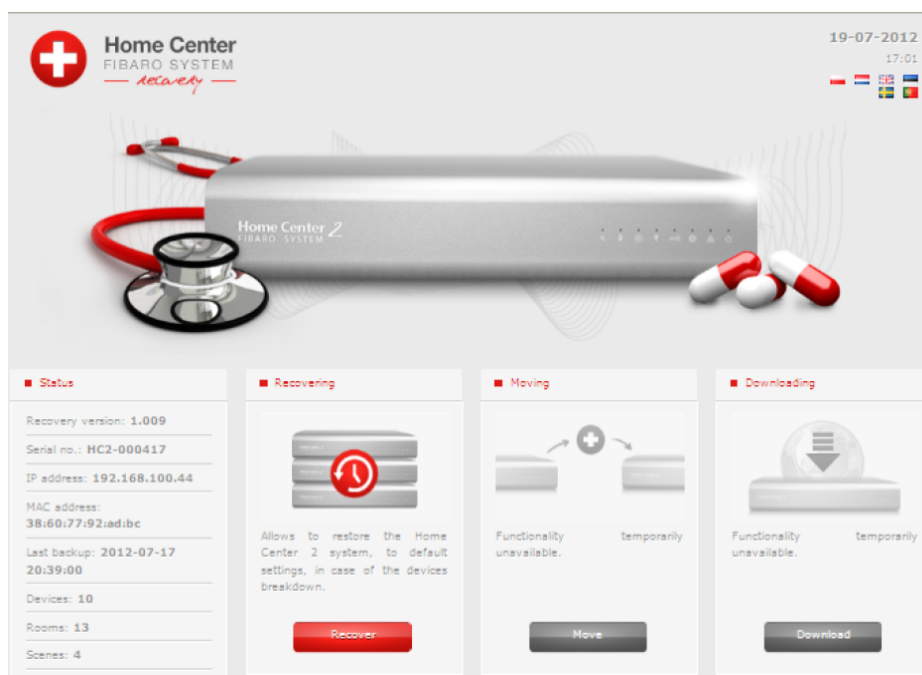 Home Center
FIBARO SYSTEM
recovery
19-07-2012
17:01
Home Center 2
FIBARO SYSTEM
Status
Recovery version: 1.009
Serial no.: HC2-000417
IP address: 192.168.100.44
MAC address:
38:60:77:92:ad:bc
Last backup: 2012-07-17
20:39:00
Devices: 10
Rooms: 13
Scenes: 4
Recovering
Allows to restore the Home
Center 2 system, to default
settings, in case of the devices
breakdown.
Recover
Moving
Functionality temporarily
unavailable.
Move
Downloading
Functionality temporarily
unavailable.
Download